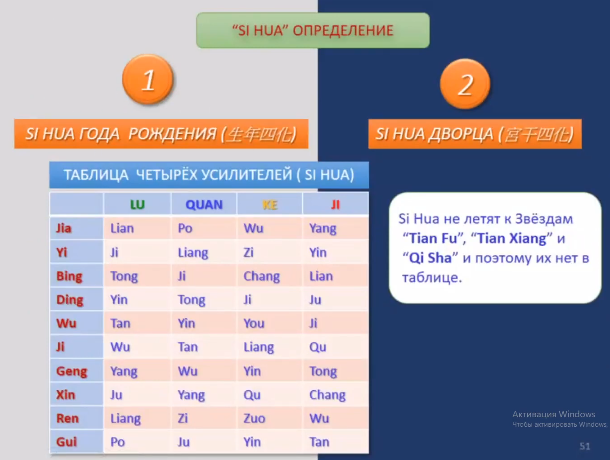 “SI HUA” ОПРЕДЕЛЕНИЕ
1
2
SI HUA ГОДА РОЖДЕНИЯ (生年四化)
SI HUA ДВОРЦА (宮干四化)
ТАБЛИЦА ЧЕТЫРЁХ УСИЛИТЕЛЕЙ ( SI HUA)
LU QUAN KE JI
Jia Lian Po Wu Yang
Yi Ji Liang Zi Yin
Bing Tong Ji Chang Lian
Ding Yin Tong Ji Ju
Wu Tan Yin You Ji
Ji Wu Tan Liang Qu
Geng Yang Wu Yin Tong
Xin Ju Yang Qu Chang
Ren Liang Zi Zuo Wu
Gui Po Ju Yin Tan
Si Hua не летят к Звёздам
“Tian Fu”, “Tian Xiang” и
“Qi Sha” и поэтому их нет в
таблице.
Активация Windows
Чтобы активировать Windows,
51